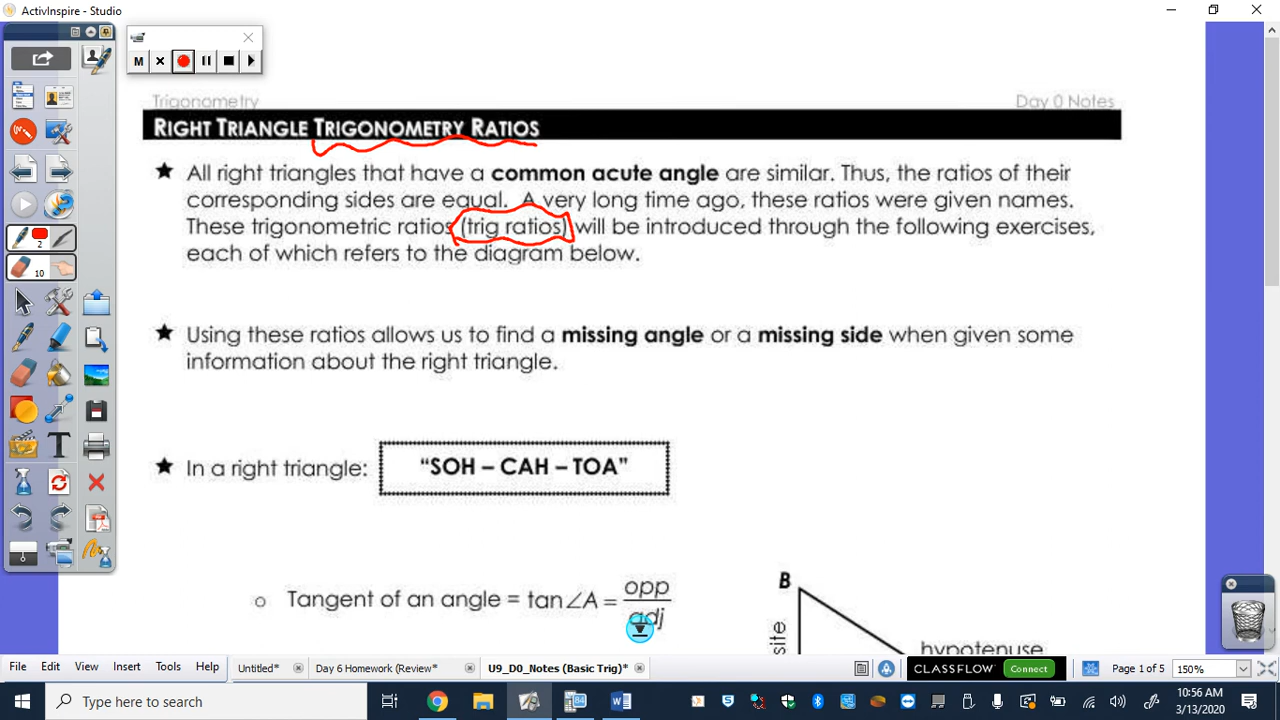 ActivInspire - Studio
M
Trigonometry
Day 0 Notes
RIGHT TRIANGLE TRIGONOMETRY RATIOS
★ All right triangles that have a common acute angle are similar. Thus, the ratios of their
corresponding sides are equal. A very long time ago, these ratios were given names.
These trigonometric ratios (trig ratios) will be introduced through the following exercises,
each of which refers to the diagram below.
★ Using these ratios allows us to find a missing angle or a missing side when given some
information about the right triangle.
★ In a right triangle: "SOH – CAH – TOA"
o Tangent of an angle = tan∠A = opp
adj
B
hypotenuse
2
10
File Edit View Insert Tools Help
Untitled*
Day 6 Homework (Review*
U9_D0_Notes (Basic Trig)*
CLASSFLOW
Connect
Page 1 of 5
150%
Type here to search
10:56 AM
3/13/2020